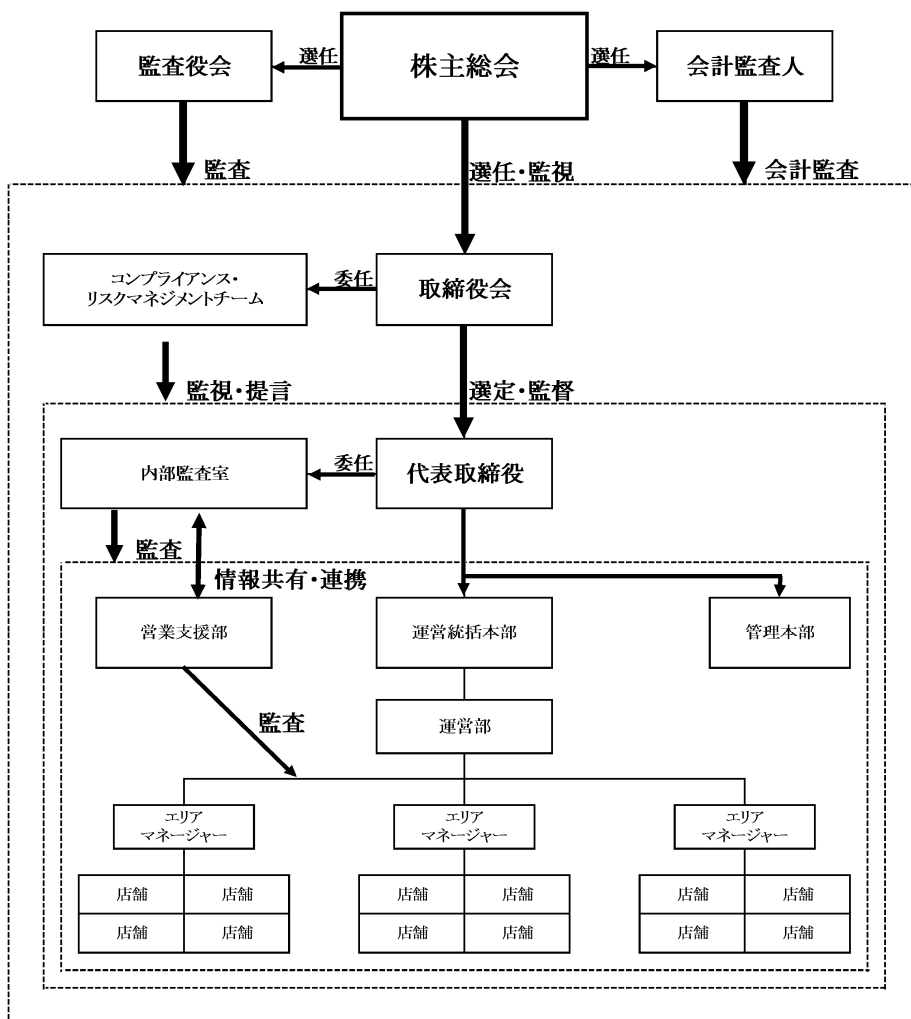 監査役会
選任
株主総会
選任
会計監査人
監査
選任・監視
会計監査
コンプライアンス・
リスクマネジメントチーム
委任
取締役会
監視・提言
選定・監督
内部監査室
委任
代表取締役
監査
情報共有・連携
営業支援部
運営統括本部
管理本部
監査
運営部
エリア
マネージャー
エリア
マネージャー
エリア
マネージャー
店舗 店舗 店舗 店舗 店舗 店舗
店舗 店舗 店舗 店舗 店舗 店舗